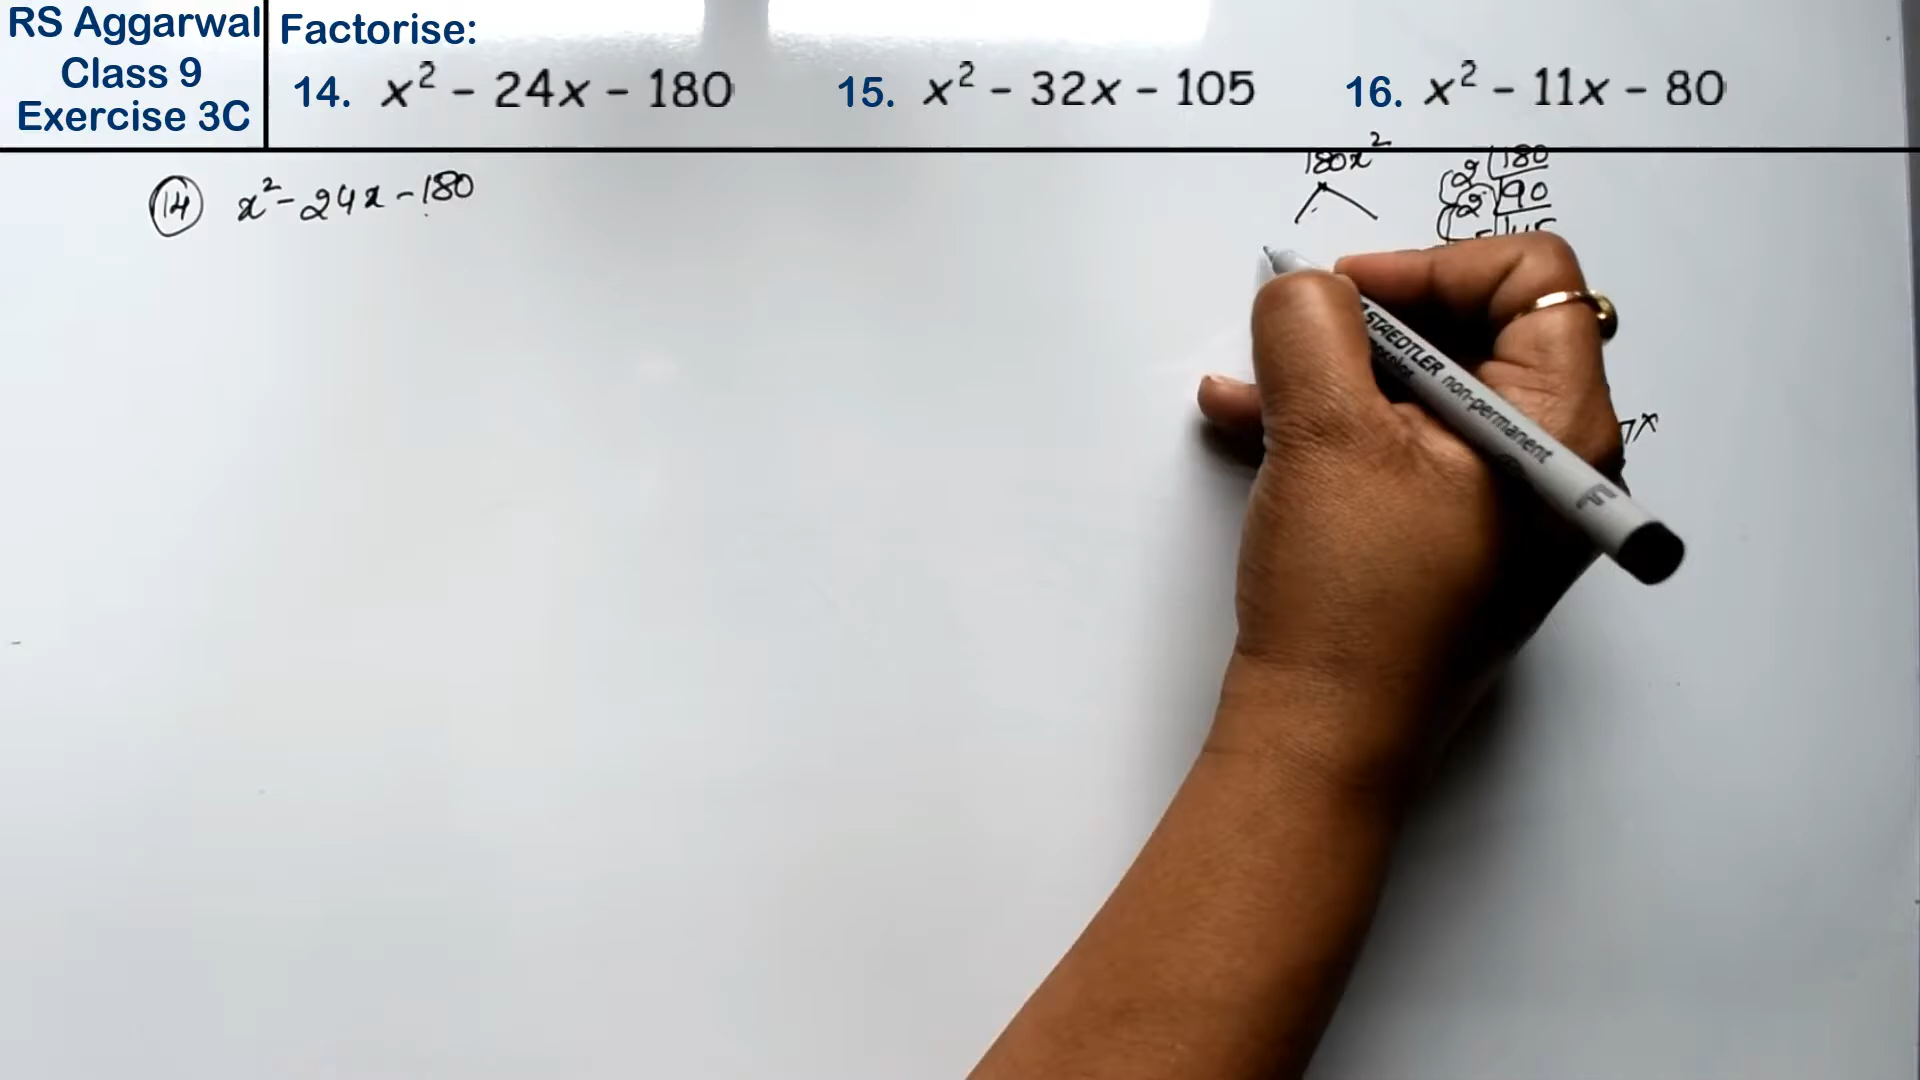 RS Aggarwal
Class 9
Exercise 3C
Factorise:
14. x² - 24x - 180 15. x² - 32x - 105 16. x² - 11x - 80
14 x² - 24x - 180
180x²
2 180
2 90
STAEDTLER non-permanent